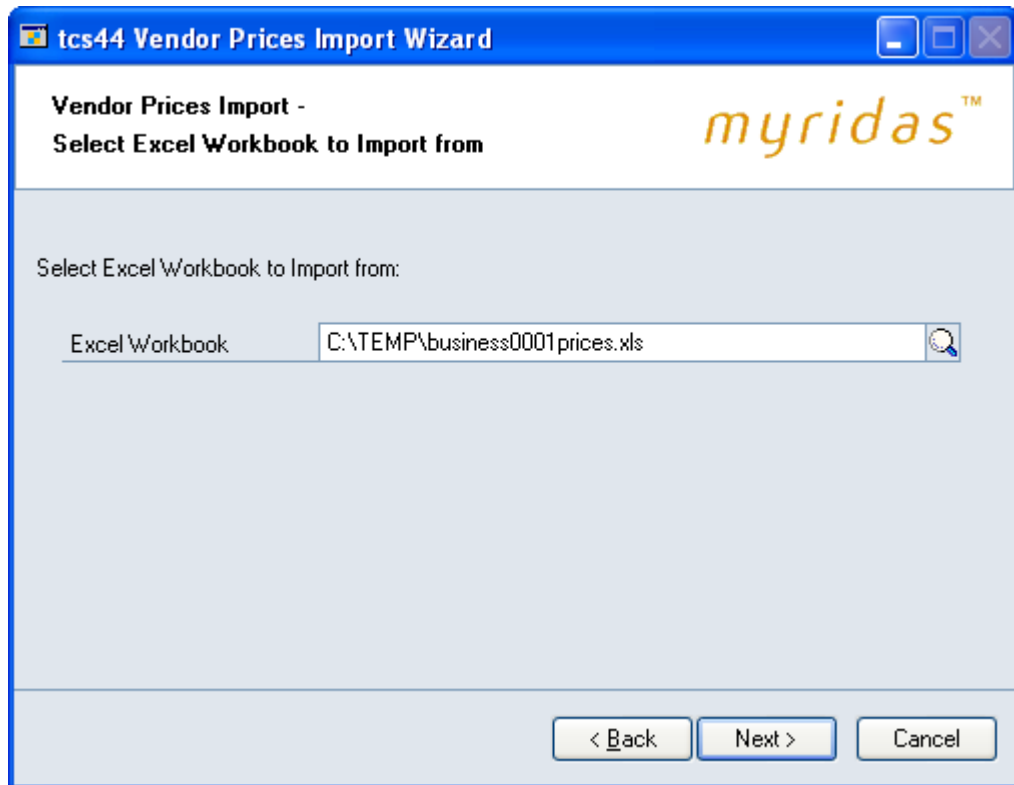 tcs44 Vendor Prices Import Wizard
Vendor Prices Import -
Select Excel Workbook to Import from
myridas™
Select Excel Workbook to Import from:
Excel Workbook C:\TEMP\business0001prices.xls
< Back Next > Cancel